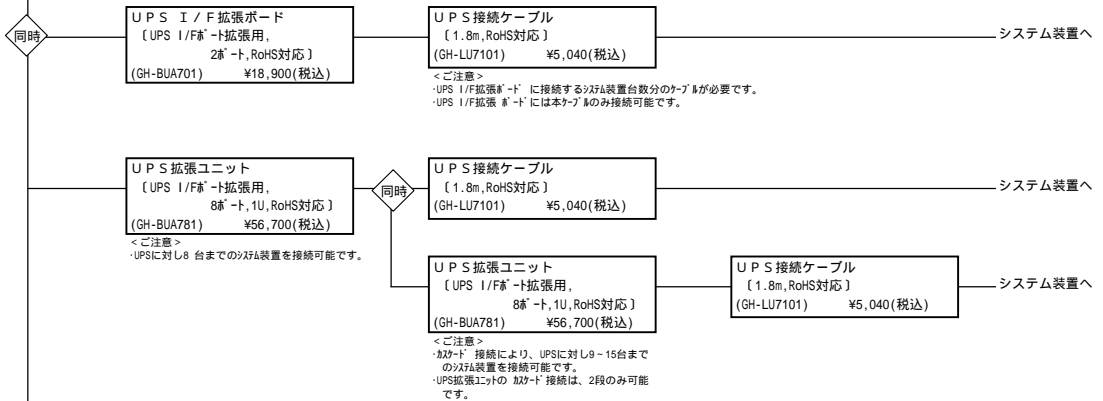 同時
UPS I/F拡張ボード
〔UPS I/Fﾎﾟｰﾄ拡張用,
2ﾎﾟｰﾄ,RoHS対応〕
(GH-BUA701) ¥18,900(税込)
UPS接続ケーブル
〔1.8m,RoHS対応〕
(GH-LU7101) ¥5,040(税込)
<ご注意>
･UPS I/F拡張ﾎﾞｰﾄﾞ に接続するｼｽﾃﾑ装置台数分のｹｰﾌﾞﾙが必要です。
･UPS I/F拡張 ﾎﾞｰﾄﾞには本ｹｰﾌﾞﾙのみ接続可能です。
システム装置へ
UPS拡張ユニット
〔UPS I/Fﾎﾟｰﾄ拡張用,
8ﾎﾟｰﾄ,1U,RoHS対応〕
(GH-BUA781) ¥56,700(税込)
<ご注意>
･UPSに対し8 台までのｼｽﾃﾑ装置を接続可能です。
同時
UPS接続ケーブル
〔1.8m,RoHS対応〕
(GH-LU7101) ¥5,040(税込)
システム装置へ
UPS拡張ユニット
〔UPS I/Fﾎﾟｰﾄ拡張用,
8ﾎﾟｰﾄ,1U,RoHS対応〕
(GH-BUA781) ¥56,700(税込)
<ご注意>
･ｶｽｹｰﾄﾞ 接続により、UPSに対し9~15台まで
のｼｽﾃﾑ装置を接続可能です。
･UPS拡張ﾕﾆｯﾄの ｶｽｹｰﾄﾞ接続は、2段のみ可能
です。
UPS接続ケーブル
〔1.8m,RoHS対応〕
(GH-LU7101) ¥5,040(税込)
システム装置へ